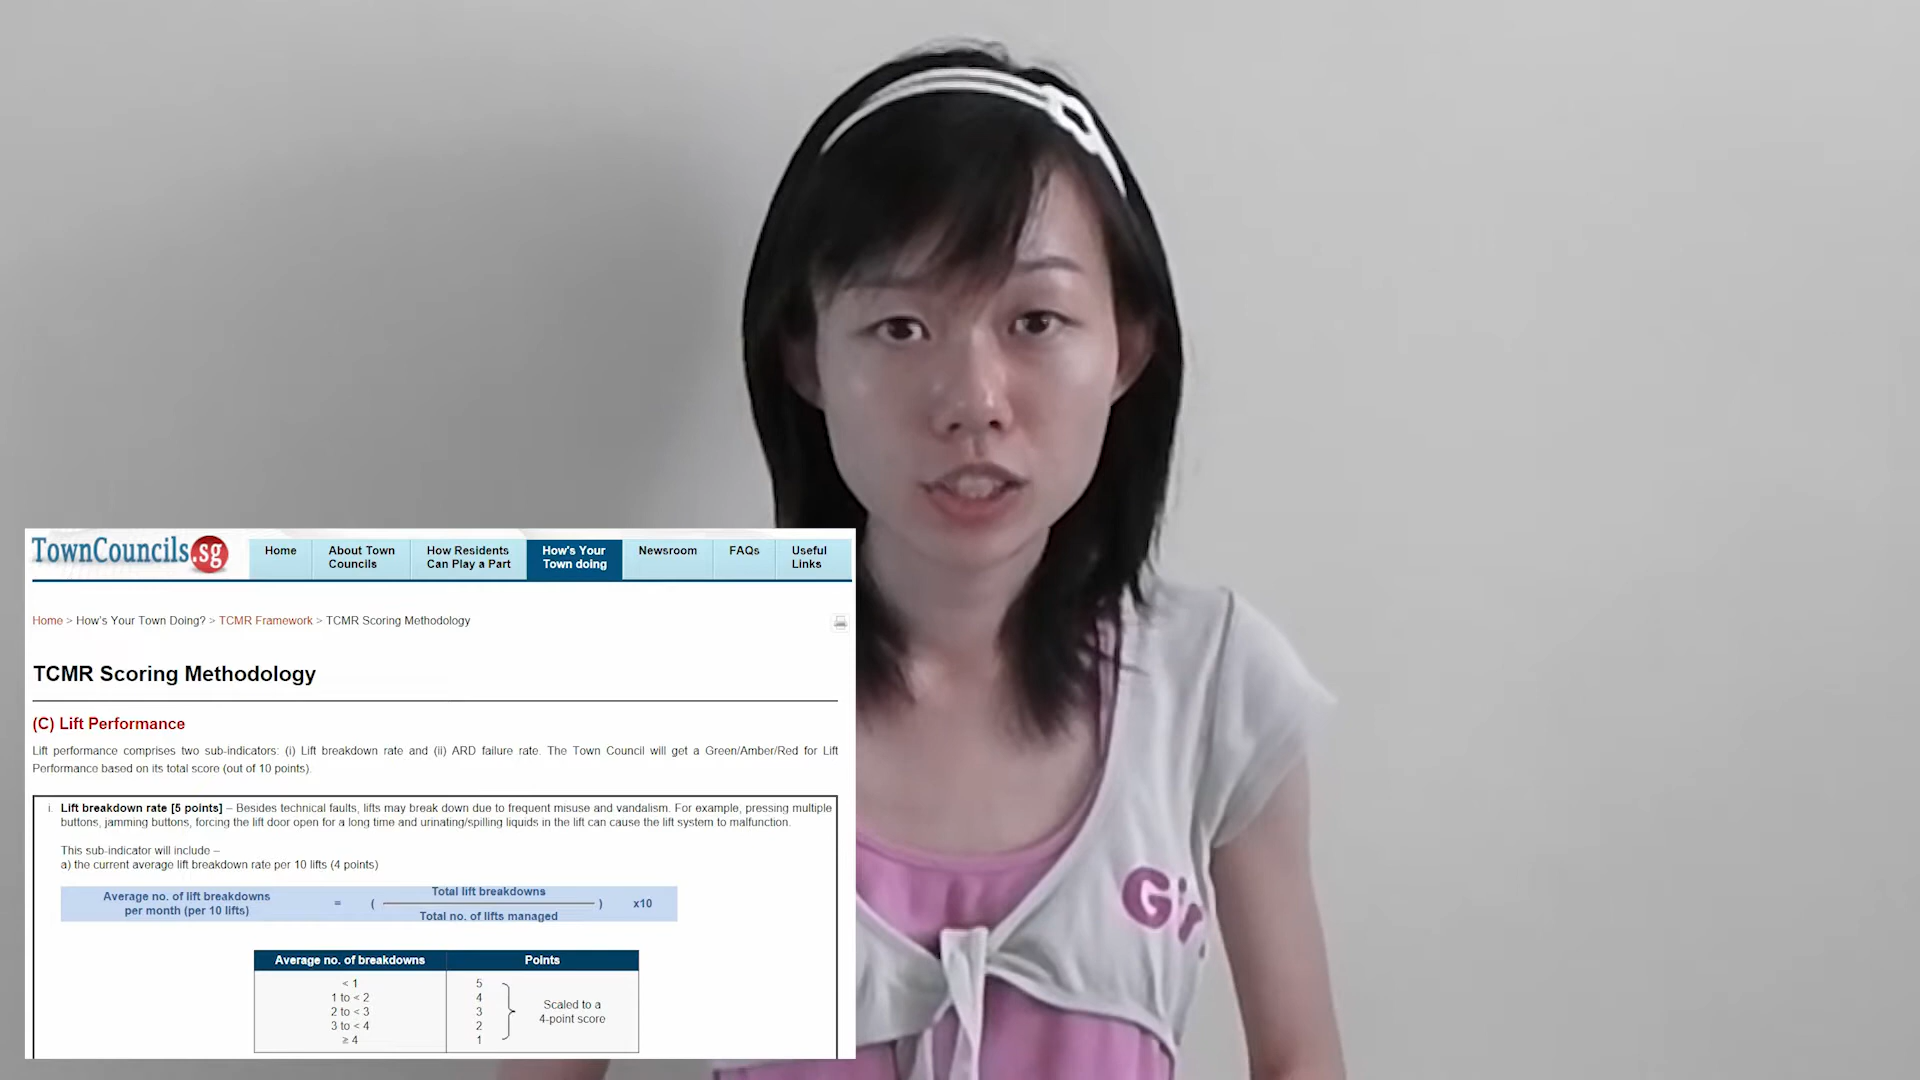 TownCouncils.sg
Home
About Town
Councils
How Residents
Can Play a Part
How's Your
Town doing
Newsroom
FAQs
Useful
Links
Home > How's Your Town Doing? > TCMR Framework > TCMR Scoring Methodology
TCMR Scoring Methodology
(C) Lift Performance
Lift performance comprises two sub-indicators: (i) Lift breakdown rate and (ii) ARD failure rate. The Town Council will get a Green/Amber/Red for Lift
Performance based on its total score (out of 10 points).
i. Lift breakdown rate [5 points] – Besides technical faults, lifts may break down due to frequent misuse and vandalism. For example, pressing multiple
buttons, jamming buttons, forcing the lift door open for a long time and urinating/spilling liquids in the lift can cause the lift system to malfunction.
This sub-indicator will include –
a) the current average lift breakdown rate per 10 lifts (4 points)
Average no. of lift breakdowns
per month (per 10 lifts)
= (
Total lift breakdowns
Total no. of lifts managed
) x10
Average no. of breakdowns Points
< 1 5
1 to < 2 4
2 to < 3 3
3 to < 4 2
≥ 4 1
Scaled to a
4-point score